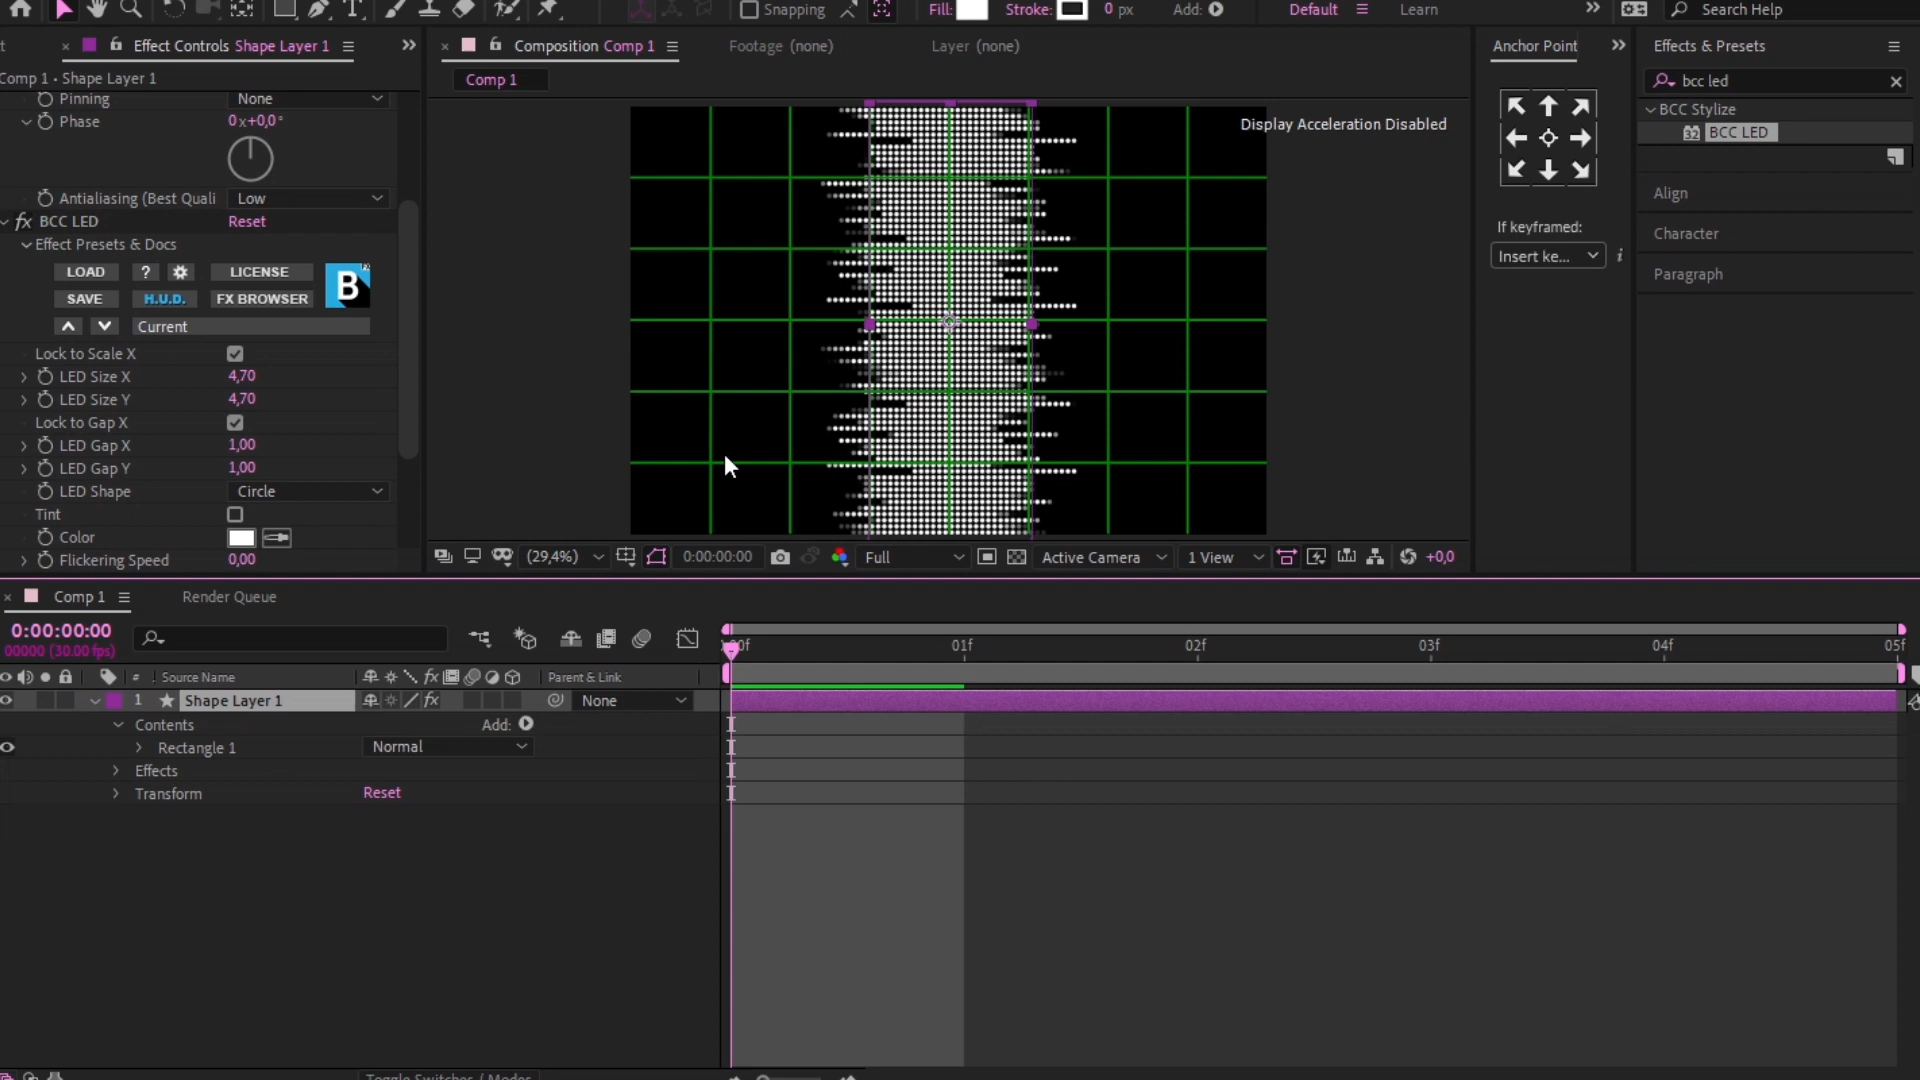 Snapping
Fill:
Stroke:
0 px
Add:
Default
Learn
Search Help
Effect Controls Shape Layer 1
Composition Comp 1
Footage (none)
Layer (none)
Anchor Point
Effects & Presets
Comp 1 • Shape Layer 1
Comp 1
bcc led
Pinning
None
Phase
0x+0,0°
Display Acceleration Disabled
BCC Stylize
32 BCC LED
Antialiasing (Best Quali
Low
fx BCC LED
Reset
Effect Presets & Docs
LOAD
?
LICENSE
B
SAVE
H.U.D.
FX BROWSER
Current
Lock to Scale X
LED Size X
4,70
LED Size Y
4,70
Lock to Gap X
LED Gap X
1,00
LED Gap Y
1,00
LED Shape
Circle
Tint
Color
Flickering Speed
0,00
Align
Character
Paragraph
If keyframed:
Insert ke...
i
(29,4%)
0:00:00:00
Full
Active Camera
1 View
+0,0
Comp 1
Render Queue
0:00:00:00
00000 (30.00 fps)
01f
02f
03f
04f
05f
#
Source Name
fx
Parent & Link
1
Shape Layer 1
fx
None
Contents
Add:
Rectangle 1
Normal
Effects
Transform
Reset
Toggle Switches / Modes